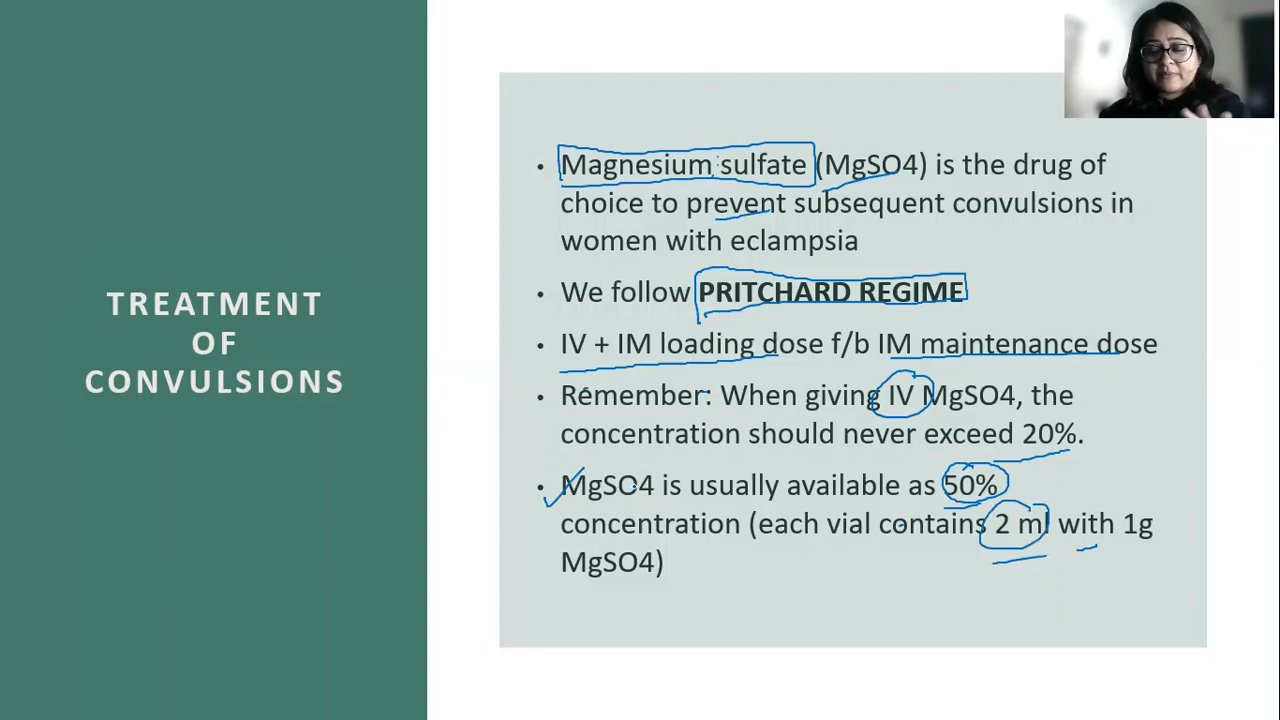 TREATMENT
OF
CONVULSIONS
• Magnesium sulfate (MgSO4) is the drug of
choice to prevent subsequent convulsions in
women with eclampsia
• We follow PRITCHARD REGIME
• IV + IM loading dose f/b IM maintenance dose
• Remember: When giving IV MgSO4, the
concentration should never exceed 20%.
• MgSO4 is usually available as 50%
concentration (each vial contains 2 ml with 1g
MgSO4)